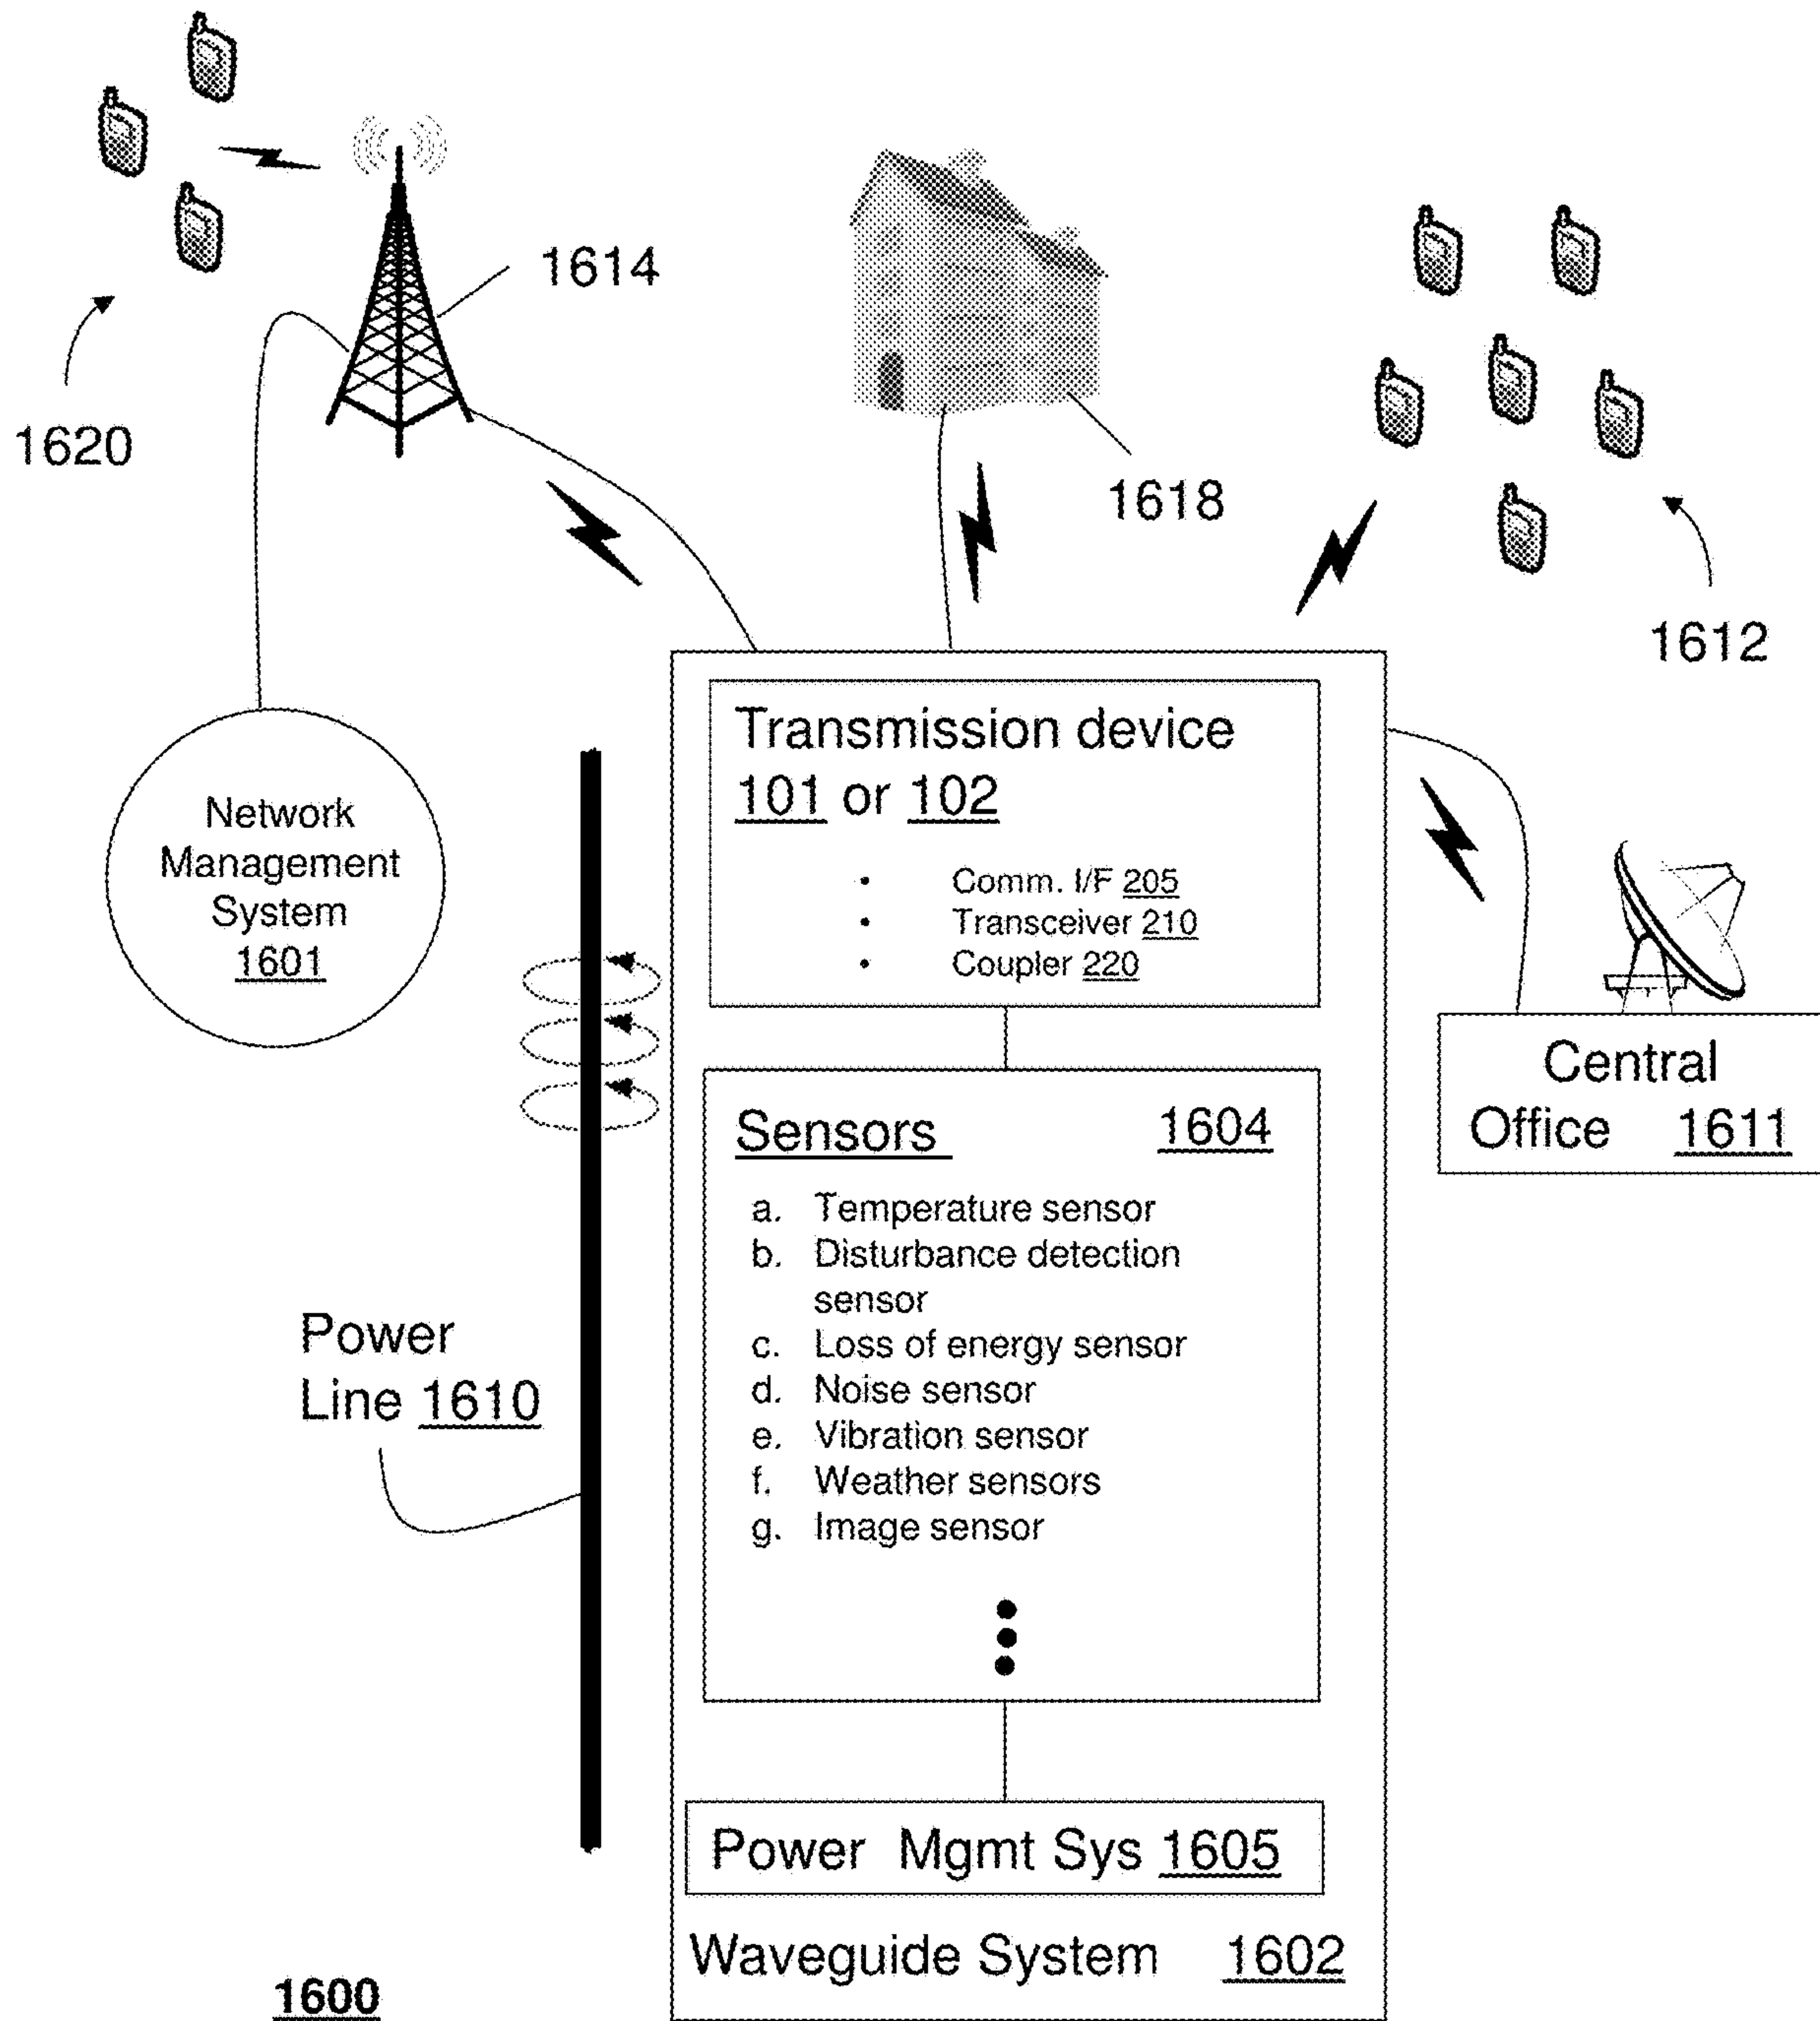 1614
1620
1618
1612
Network
Management
System
1601
Transmission device
101 or 102
• Comm. I/F 205
• Transceiver 210
• Coupler 220
Central
Office 1611
Sensors 1604
a. Temperature sensor
b. Disturbance detection
sensor
c. Loss of energy sensor
d. Noise sensor
e. Vibration sensor
f. Weather sensors
g. Image sensor
Power
Line 1610
Power Mgmt Sys 1605
Waveguide System 1602
1600